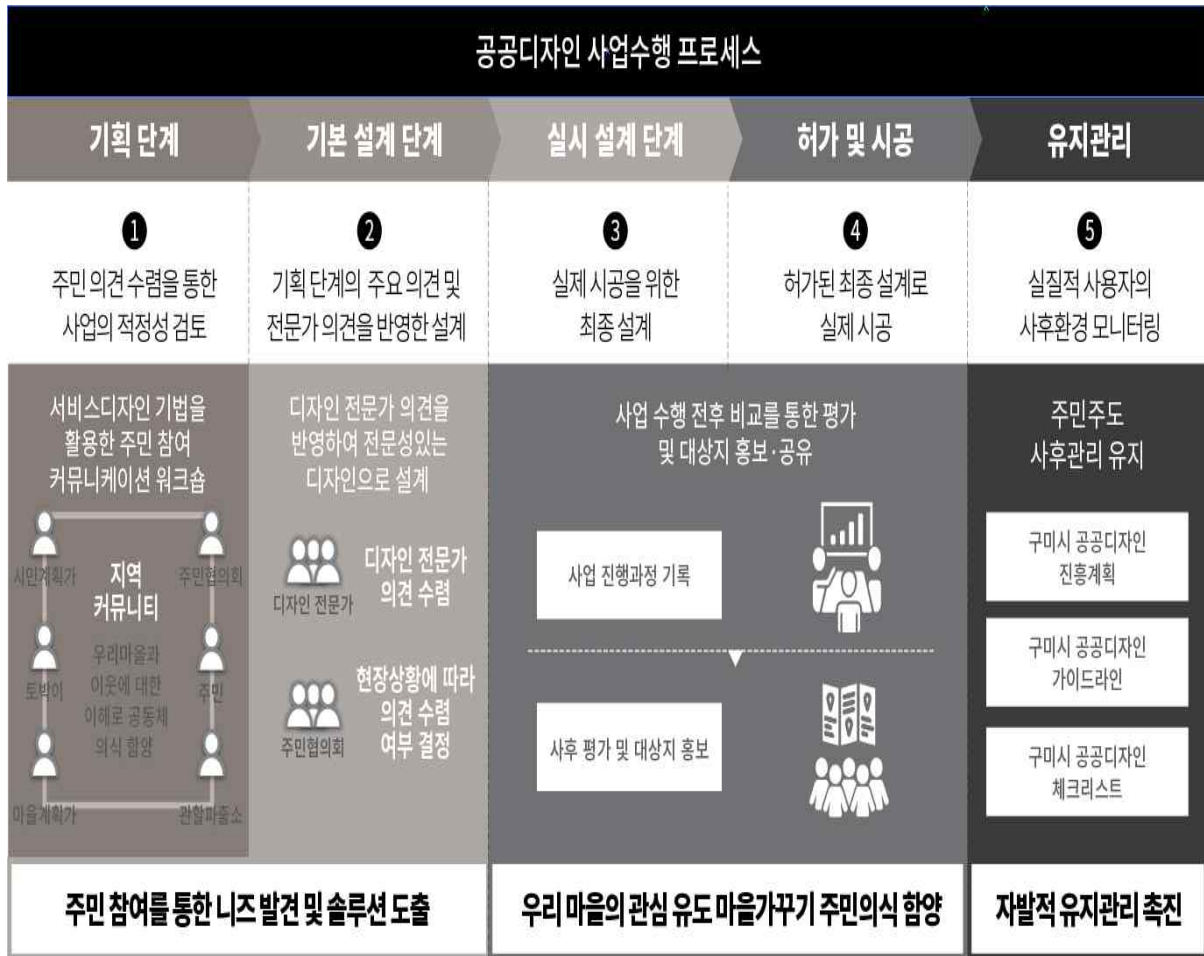 공공디자인 사업수행 프로세스
기획 단계
기본 설계 단계
실시 설계 단계
허가 및 시공
유지관리
1
주민 의견 수렴을 통한
사업의 적정성 검토
2
기획 단계의 주요 의견 및
전문가 의견을 반영한 설계
3
실제 시공을 위한
최종 설계
4
허가된 최종 설계로
실제 시공
5
실질적 사용자의
사후환경 모니터링
서비스디자인 기법을
활용한 주민 참여
커뮤니케이션 워크숍
시민계획가
주민협의회
토박이
주민
마을계획가
관할파출소
지역
커뮤니티
우리마을과
이웃에 대한
이해로 공동체
의식 함양
디자인 전문가 의견을
반영하여 전문성있는
디자인으로 설계
디자인 전문가
디자인 전문가
의견 수렴
주민협의회
현장상황에 따라
의견 수렴
여부 결정
사업 수행 전후 비교를 통한 평가
및 대상지 홍보·공유
사업 진행과정 기록
사후 평가 및 대상지 홍보
주민주도
사후관리 유지
구미시 공공디자인
진흥계획
구미시 공공디자인
가이드라인
구미시 공공디자인
체크리스트
주민 참여를 통한 니즈 발견 및 솔루션 도출
우리 마을의 관심 유도 마을가꾸기 주민의식 함양
자발적 유지관리 촉진